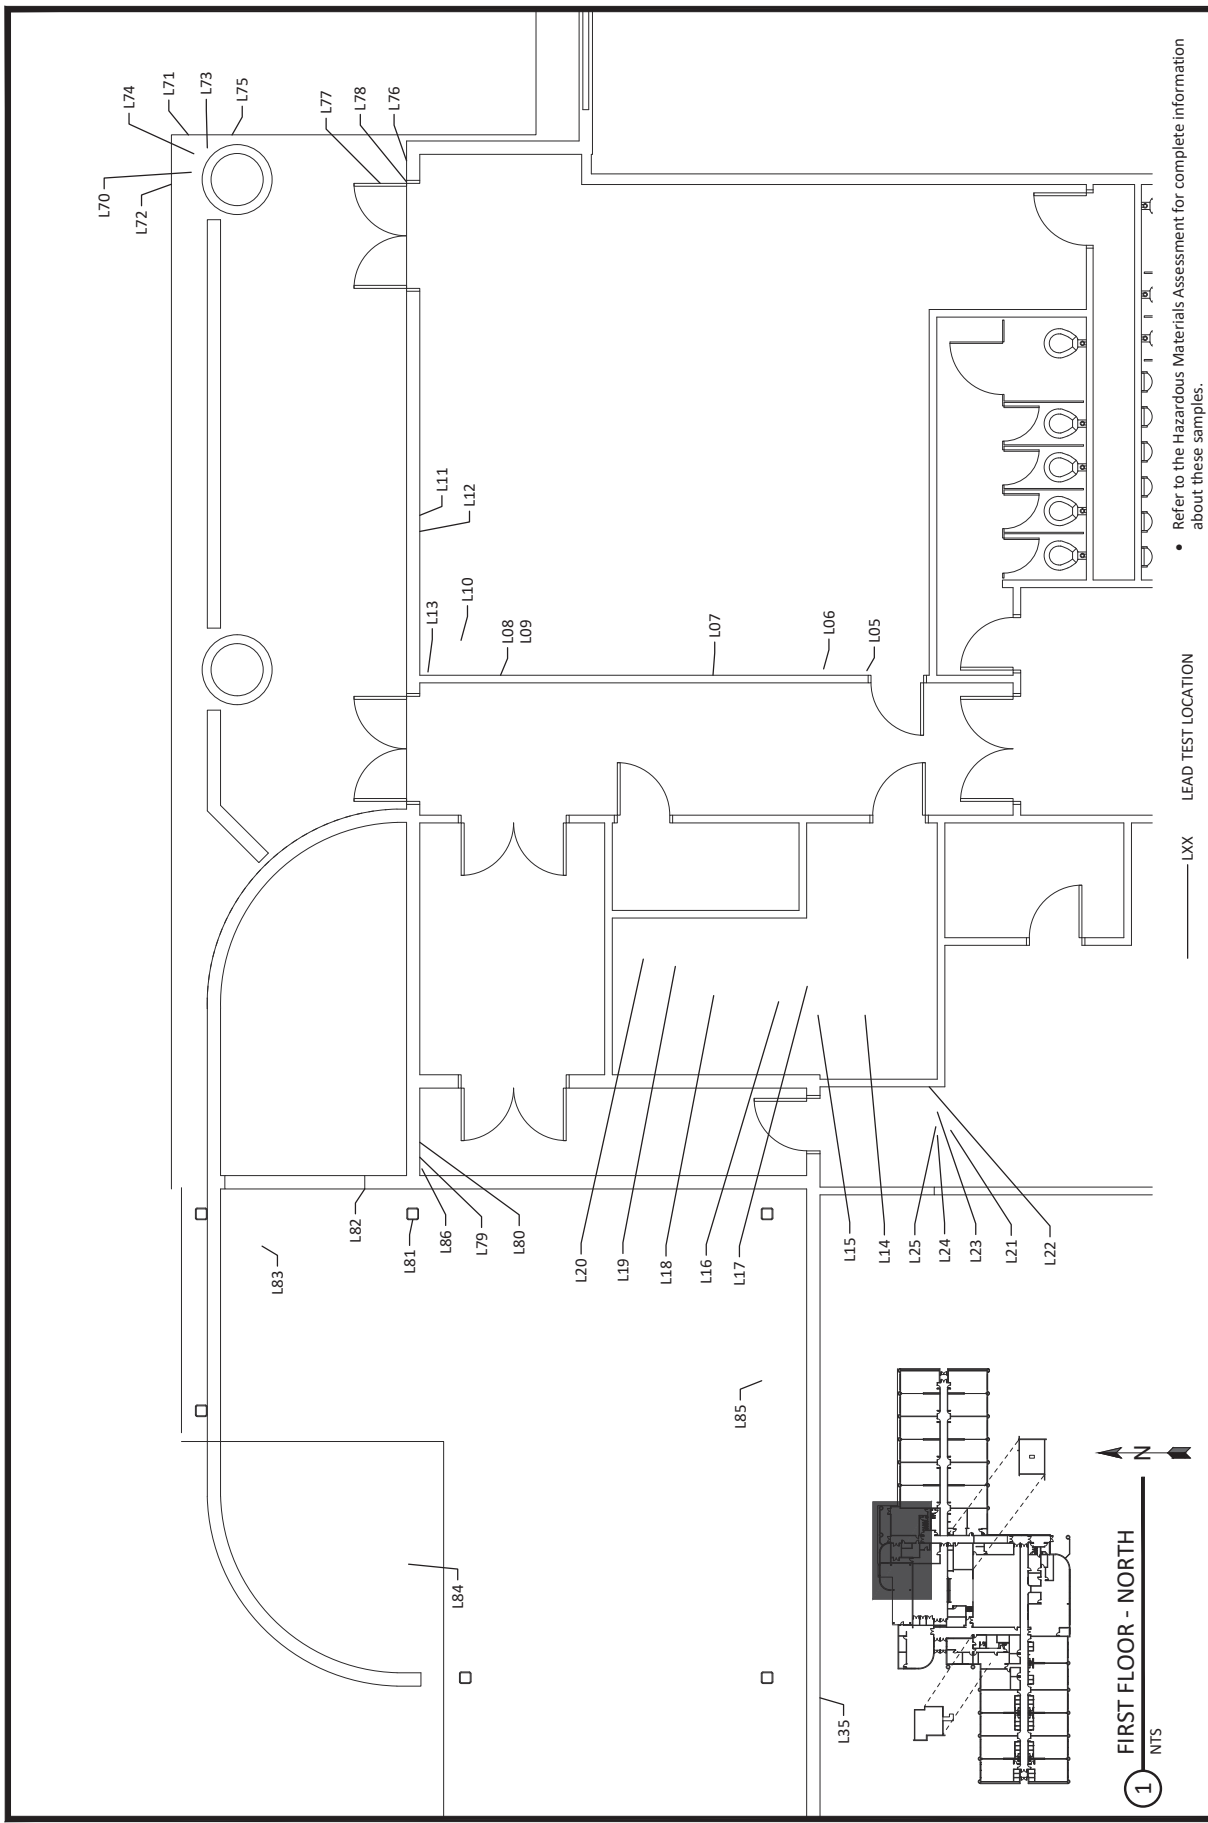 L74
L71
L73
L75
L70
L72
L77
L78
L76
L11
L12
L13
L10
L08
L09
L07
L06
L05
L82
L83
L81
L86
L79
L80
L20
L19
L18
L16
L17
L15
L14
L25
L24
L23
L21
L22
L85
L84
L35
1
FIRST FLOOR - NORTH
NTS
N
LXX
LEAD TEST LOCATION
• Refer to the Hazardous Materials Assessment for complete information
about these samples.